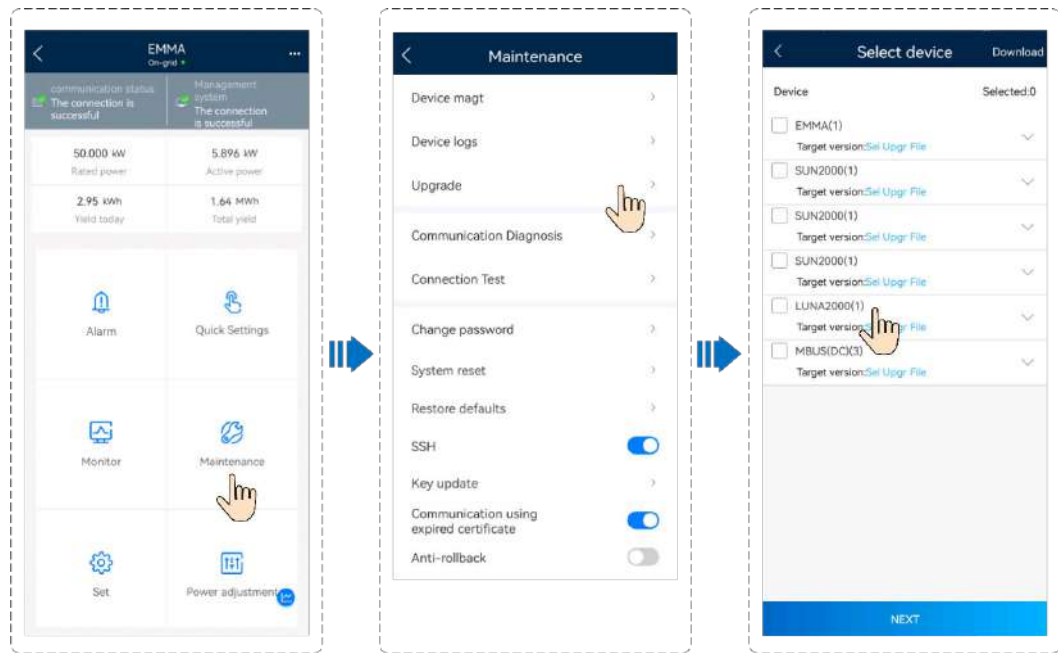 EMMA
On-grid
communication status
The connection is
successful
Management
system
The connection
is successful
50.000 kW
Rated power
5.896 kW
Active power
2.95 kWh
Yield today
1.64 MWh
Total yield
Alarm
Quick Settings
Monitor
Maintenance
Set
Power adjustment
Maintenance
Device magt
Device logs
Upgrade
Communication Diagnosis
Connection Test
Change password
System reset
Restore defaults
SSH
Key update
Communication using
expired certificate
Anti-rollback
Select device
Download
Device
Selected:0
EMMA(1)
Target version:Sel Upgr File
SUN2000(1)
Target version:Sel Upgr File
SUN2000(1)
Target version:Sel Upgr File
SUN2000(1)
Target version:Sel Upgr File
LUNA2000(1)
Target version File
MBUS(DC)(3)
Target version:Sel Upgr File
NEXT